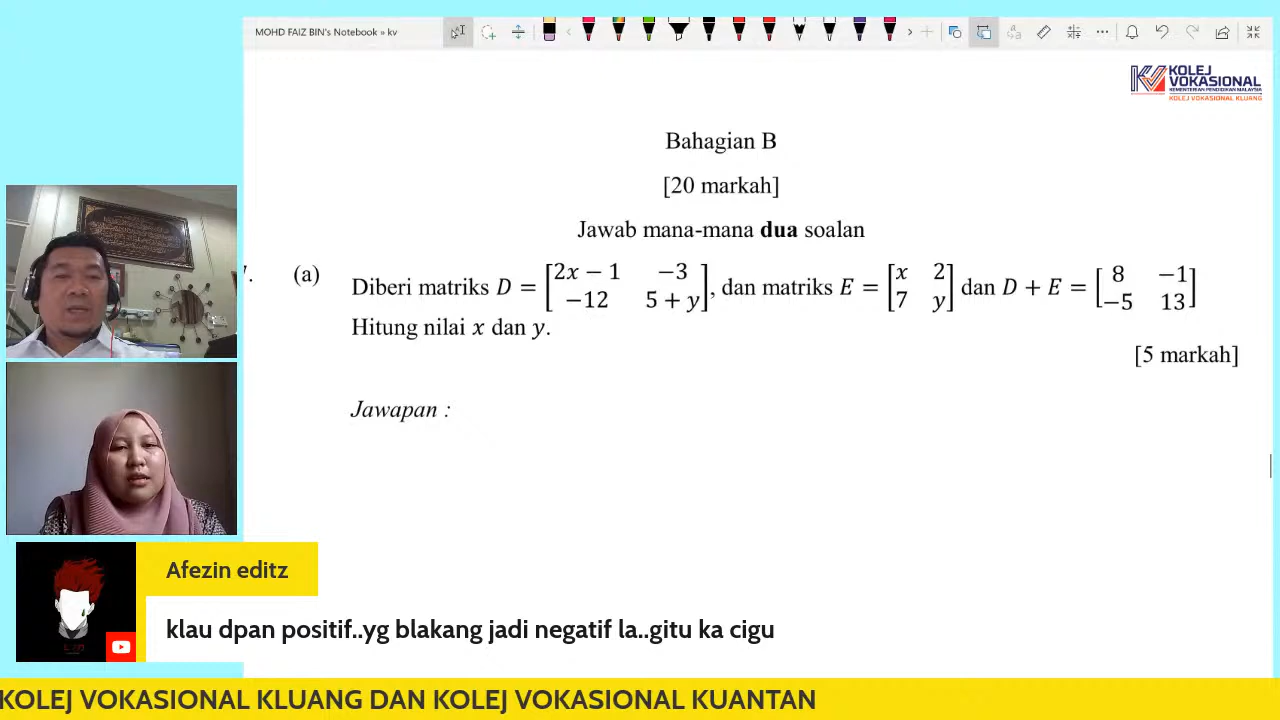 MOHD FAIZ BIN's Notebook » kv
KOLEJ
VOKASIONAL
KEMENTERIAN PENDIDIKAN MALAYSIA
KOLEJ VOKASIONAL KLUANG
Bahagian B
[20 markah]
Jawab mana-mana dua soalan
(a) Diberi matriks D = [2x − 1 −3; −12 5 + y], dan matriks E = [x 2; 7 y] dan D + E = [8 −1; −5 13]
Hitung nilai x dan y.
[5 markah]
Jawapan :
Afezin editz
klau dpan positif..yg blakang jadi negatif la..gitu ka cigu
KOLEJ VOKASIONAL KLUANG DAN KOLEJ VOKASIONAL KUANTAN